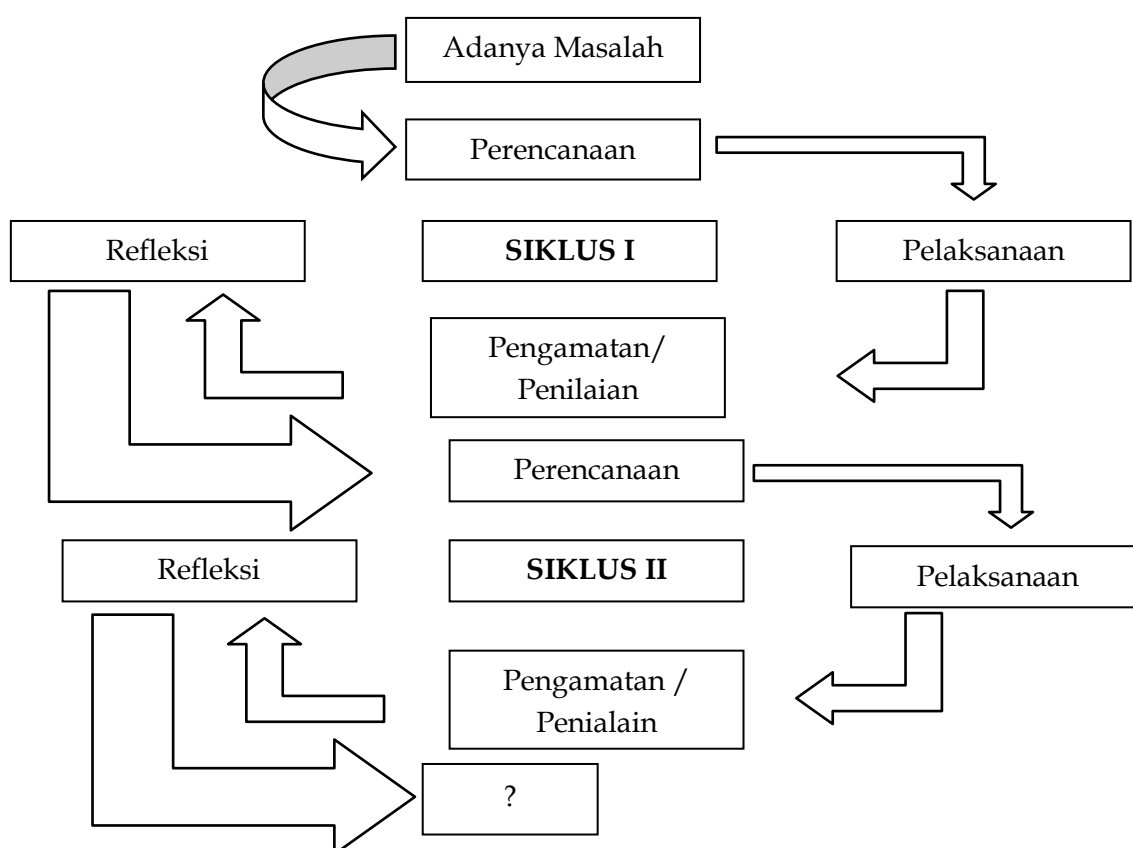 Adanya Masalah
Perencanaan
Refleksi
SIKLUS I
Pelaksanaan
Pengamatan/
Penilaian
Perencanaan
Refleksi
SIKLUS II
Pelaksanaan
Pengamatan /
Penialain
?